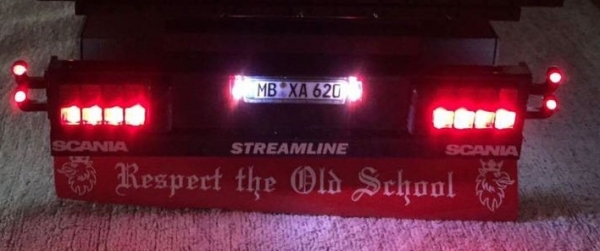 MB XA 620
SCANIA STREAMLINE SCANIA
Respect the Old School